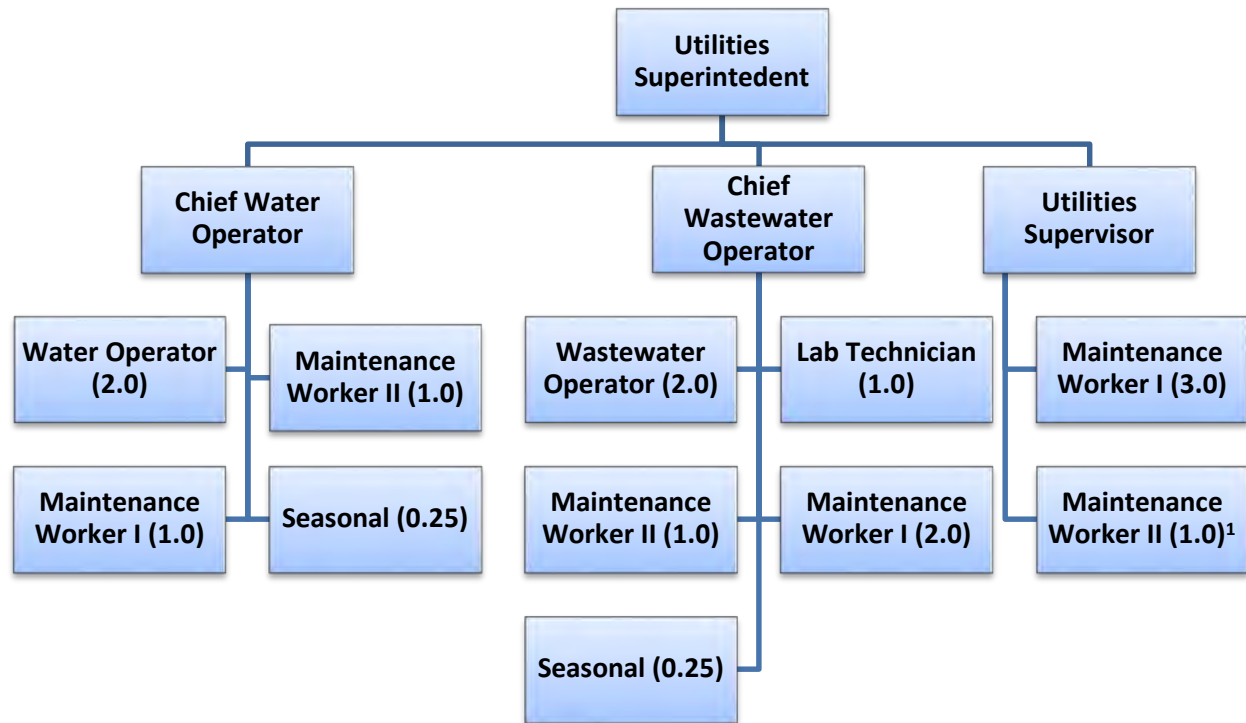 Utilities
Superintedent
Chief Water
Operator
Chief
Wastewater
Operator
Utilities
Supervisor
Water Operator
(2.0)
Maintenance
Worker II (1.0)
Wastewater
Operator (2.0)
Lab Technician
(1.0)
Maintenance
Worker I (3.0)
Maintenance
Worker I (1.0)
Seasonal (0.25)
Maintenance
Worker II (1.0)
Maintenance
Worker I (2.0)
Maintenance
Worker II (1.0)¹
Seasonal (0.25)